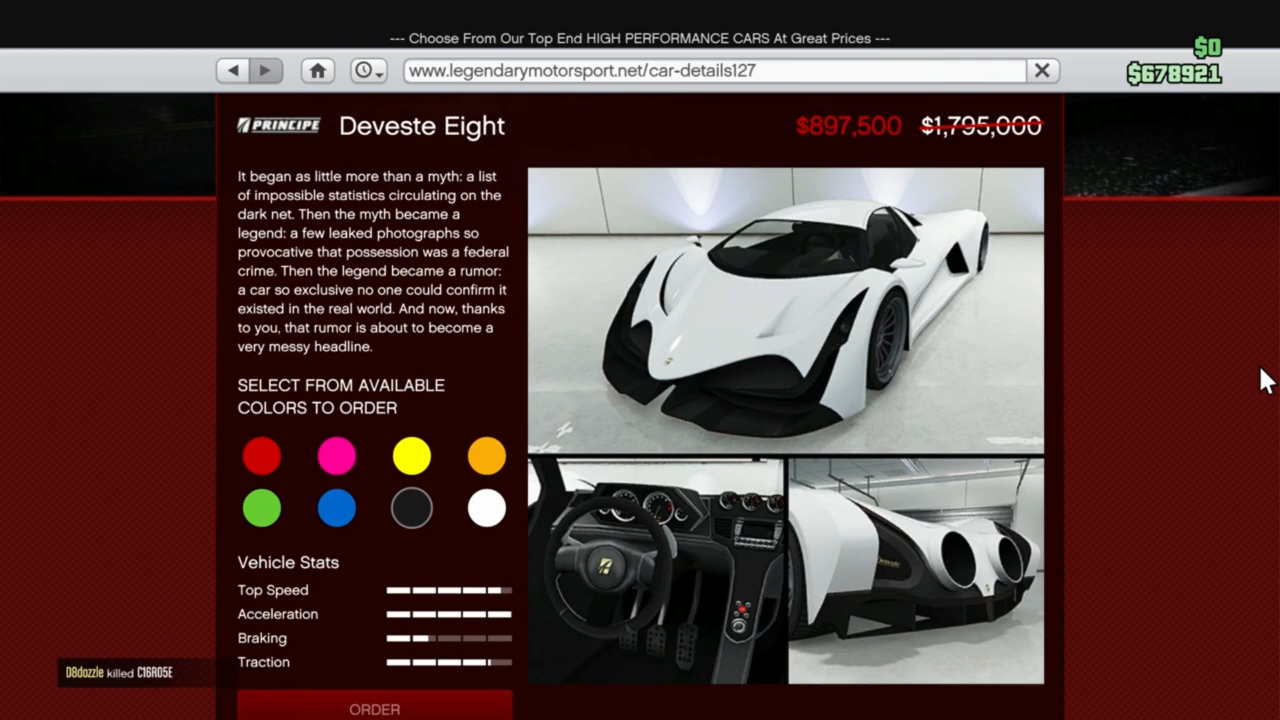 --- Choose From Our Top End HIGH PERFORMANCE CARS At Great Prices ---
$0
www.legendarymotorsport.net/car-details127
$678921
PRINCIPE
Deveste Eight
$897,500 $1,795,000
It began as little more than a myth: a list
of impossible statistics circulating on the
dark net. Then the myth became a
legend: a few leaked photographs so
provocative that possession was a federal
crime. Then the legend became a rumor:
a car so exclusive no one could confirm it
existed in the real world. And now, thanks
to you, that rumor is about to become a
very messy headline.
SELECT FROM AVAILABLE
COLORS TO ORDER
Vehicle Stats
Top Speed
Acceleration
Braking
Traction
D8dozzle killed C16R05E
ORDER